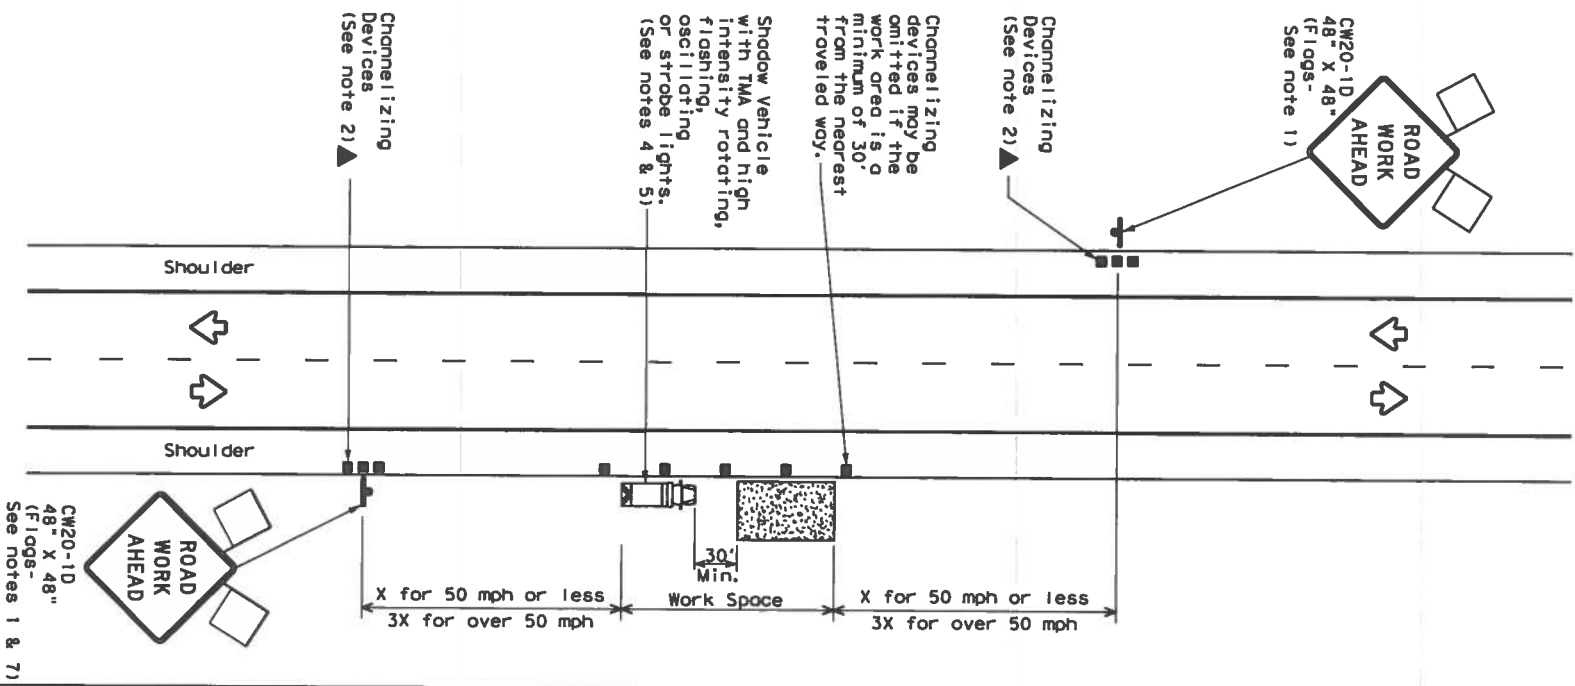 CW20-1D
48" X 48"
(Flags-
See note 1)
ROAD
WORK
AHEAD
Channelizing
Devices
(See note 2)
Channelizing
devices may be
omitted if the
work area is a
minimum of 30'
from the nearest
traveled way.
Shadow Vehicle
with TMA and high
intensity rotating,
flashing,
oscillating
or strobe lights.
(See notes 4 & 5)
Channelizing
Devices
(See note 2)
Shoulder
Shoulder
30'
Min.
X for 50 mph or less
3X for over 50 mph
Work Space
X for 50 mph or less
3X for over 50 mph
ROAD
WORK
AHEAD
CW20-1D
48" X 48"
(Flags-
See notes 1 & 7)